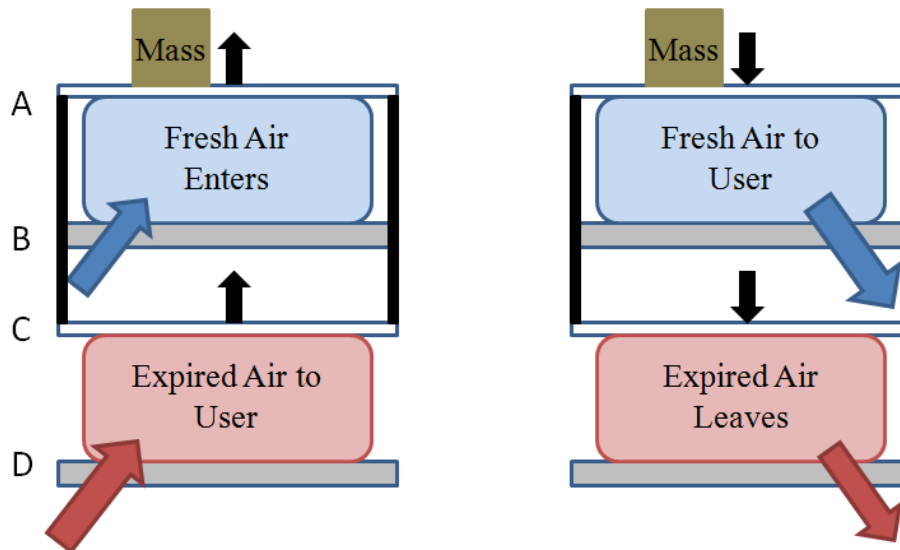 Mass
A
Fresh Air
Enters
B
C
Expired Air to
User
D
Mass
Fresh Air to
User
Expired Air
Leaves